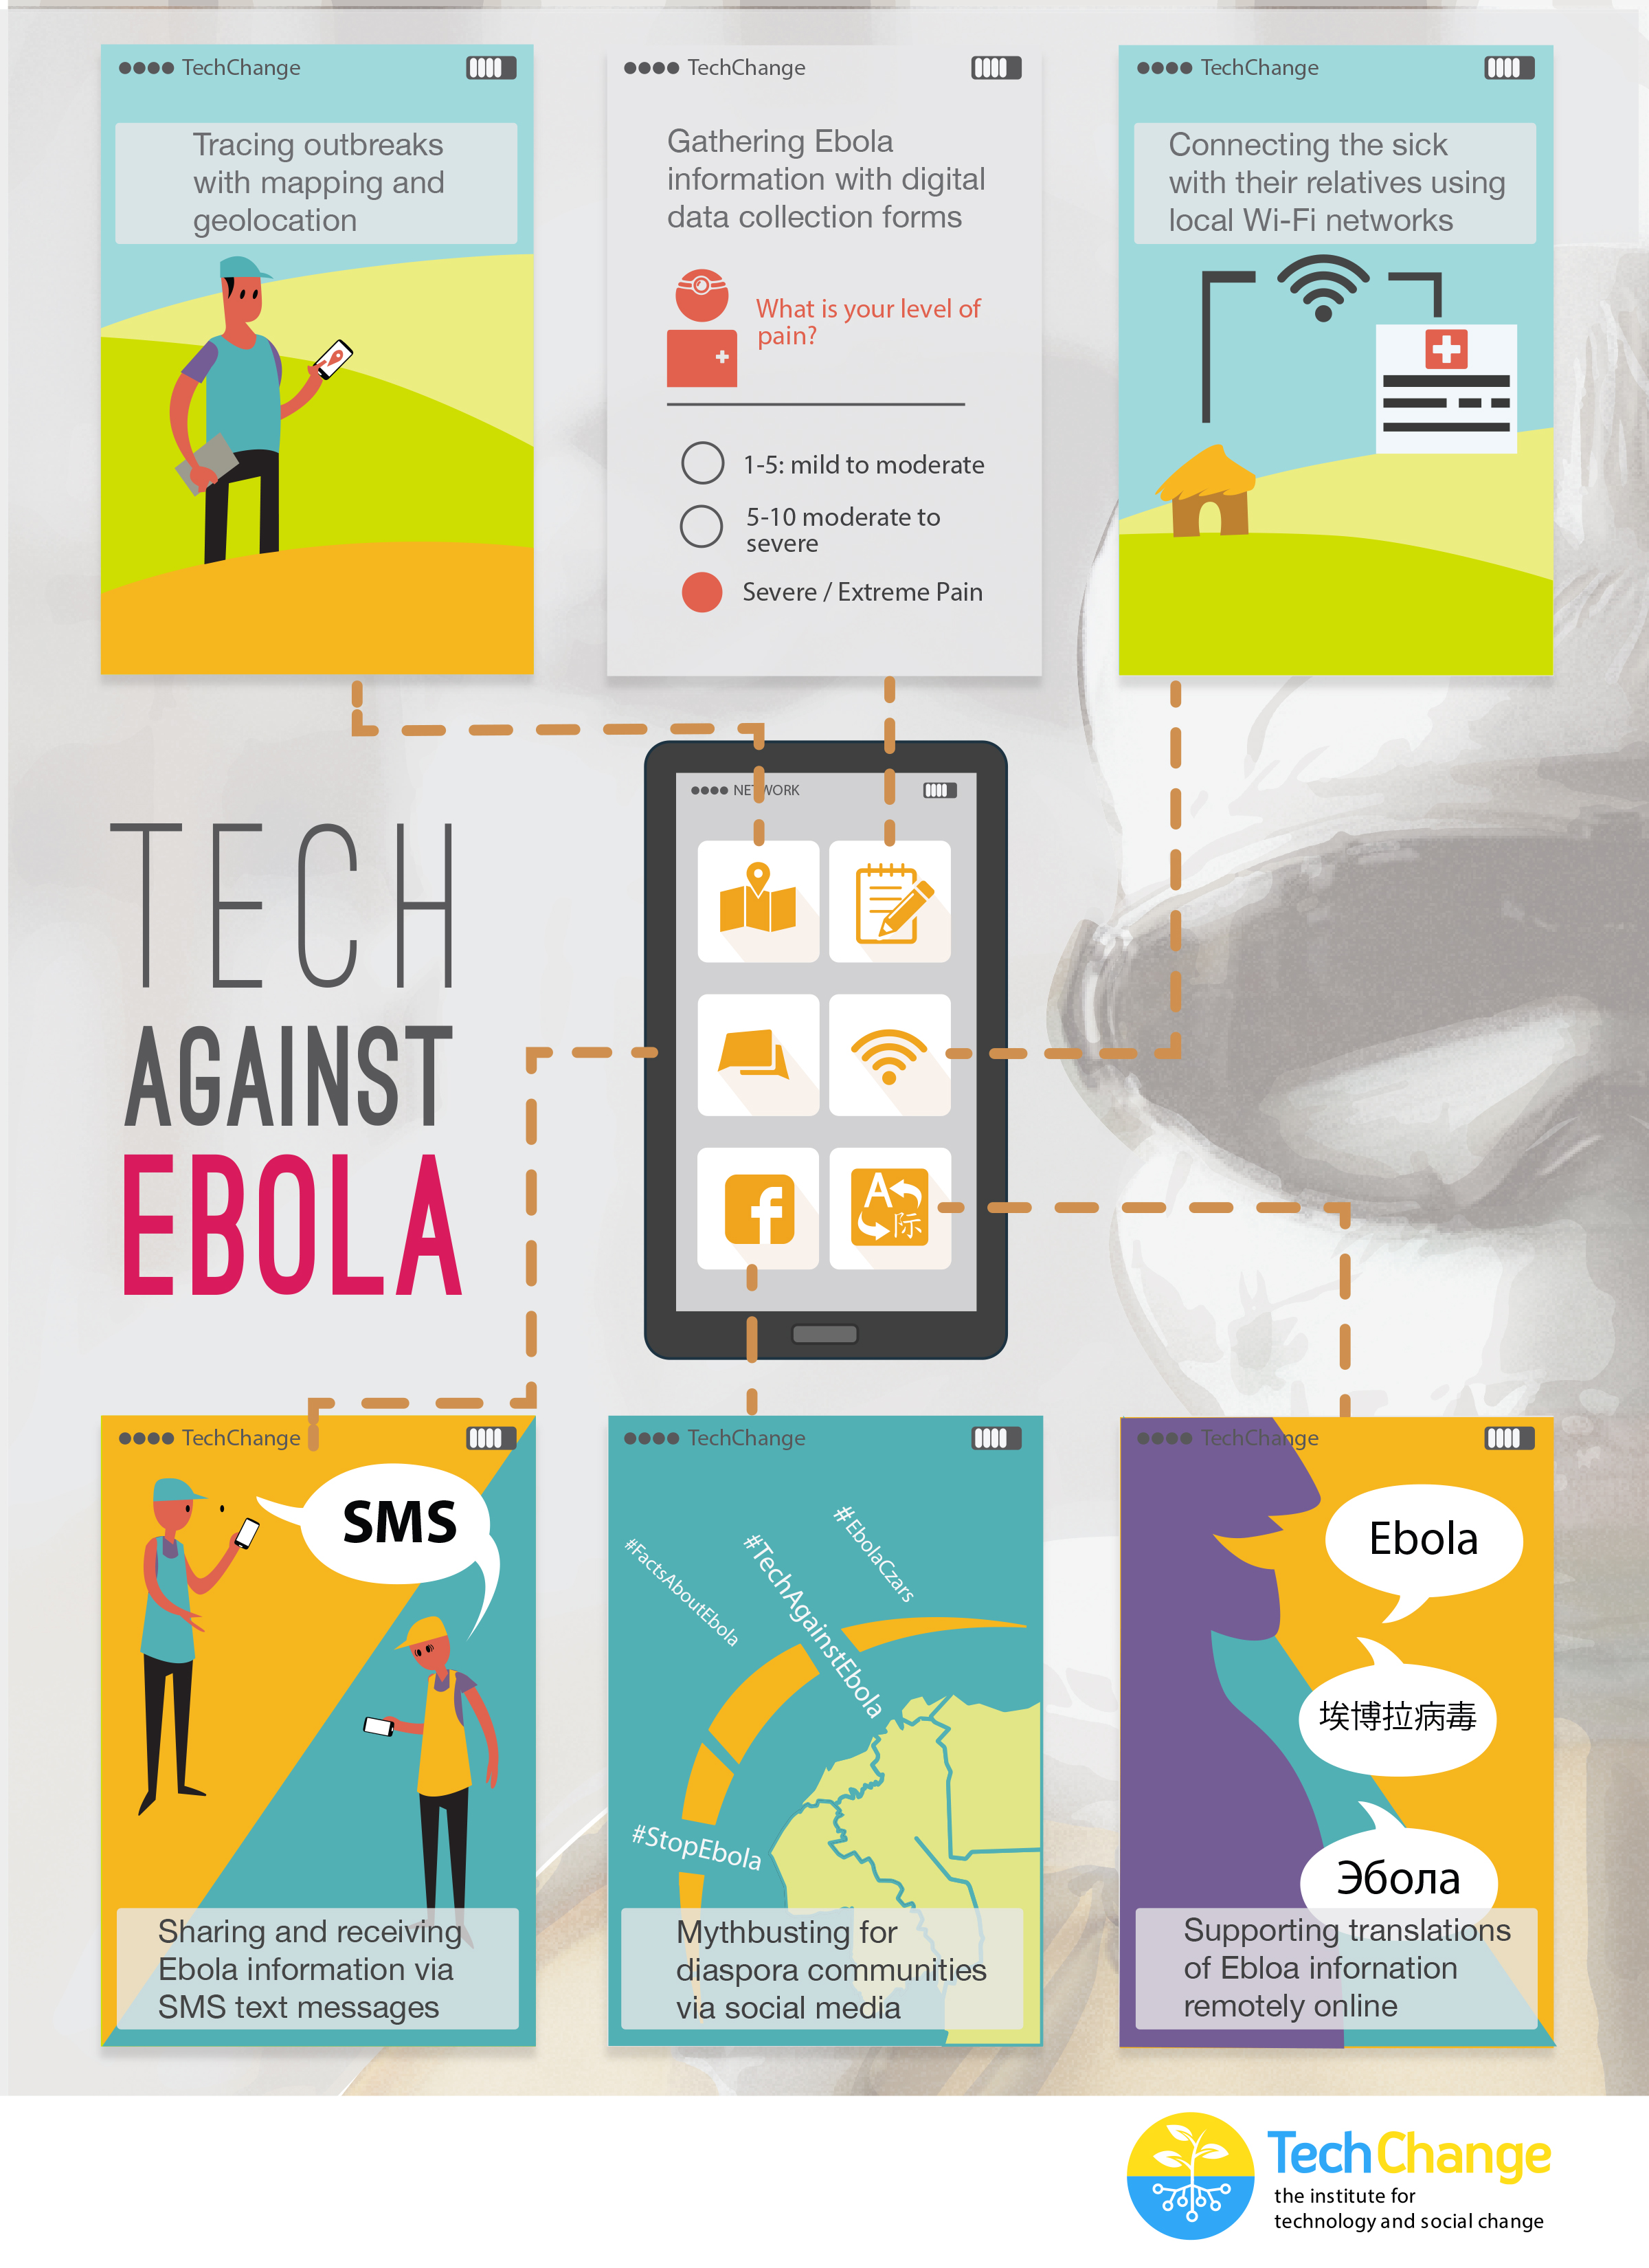 TechChange
Tracing outbreaks
with mapping and
geolocation
TechChange
Gathering Ebola
information with digital
data collection forms
What is your level of
pain?
1-5: mild to moderate
5-10 moderate to
severe
Severe / Extreme Pain
TechChange
Connecting the sick
with their relatives using
local Wi-Fi networks
TECH
AGAINST
EBOLA
NETWORK
f
A
际
TechChange
SMS
Sharing and receiving
Ebola information via
SMS text messages
TechChange
#FactsAboutEbola
#TechAgainstEbola
#EbolaCzars
#StopEbola
Mythbusting for
diaspora communities
via social media
TechChange
Ebola
埃博拉病毒
Эбола
Supporting translations
of Ebloa infornation
remotely online
TechChange
the institute for
technology and social change